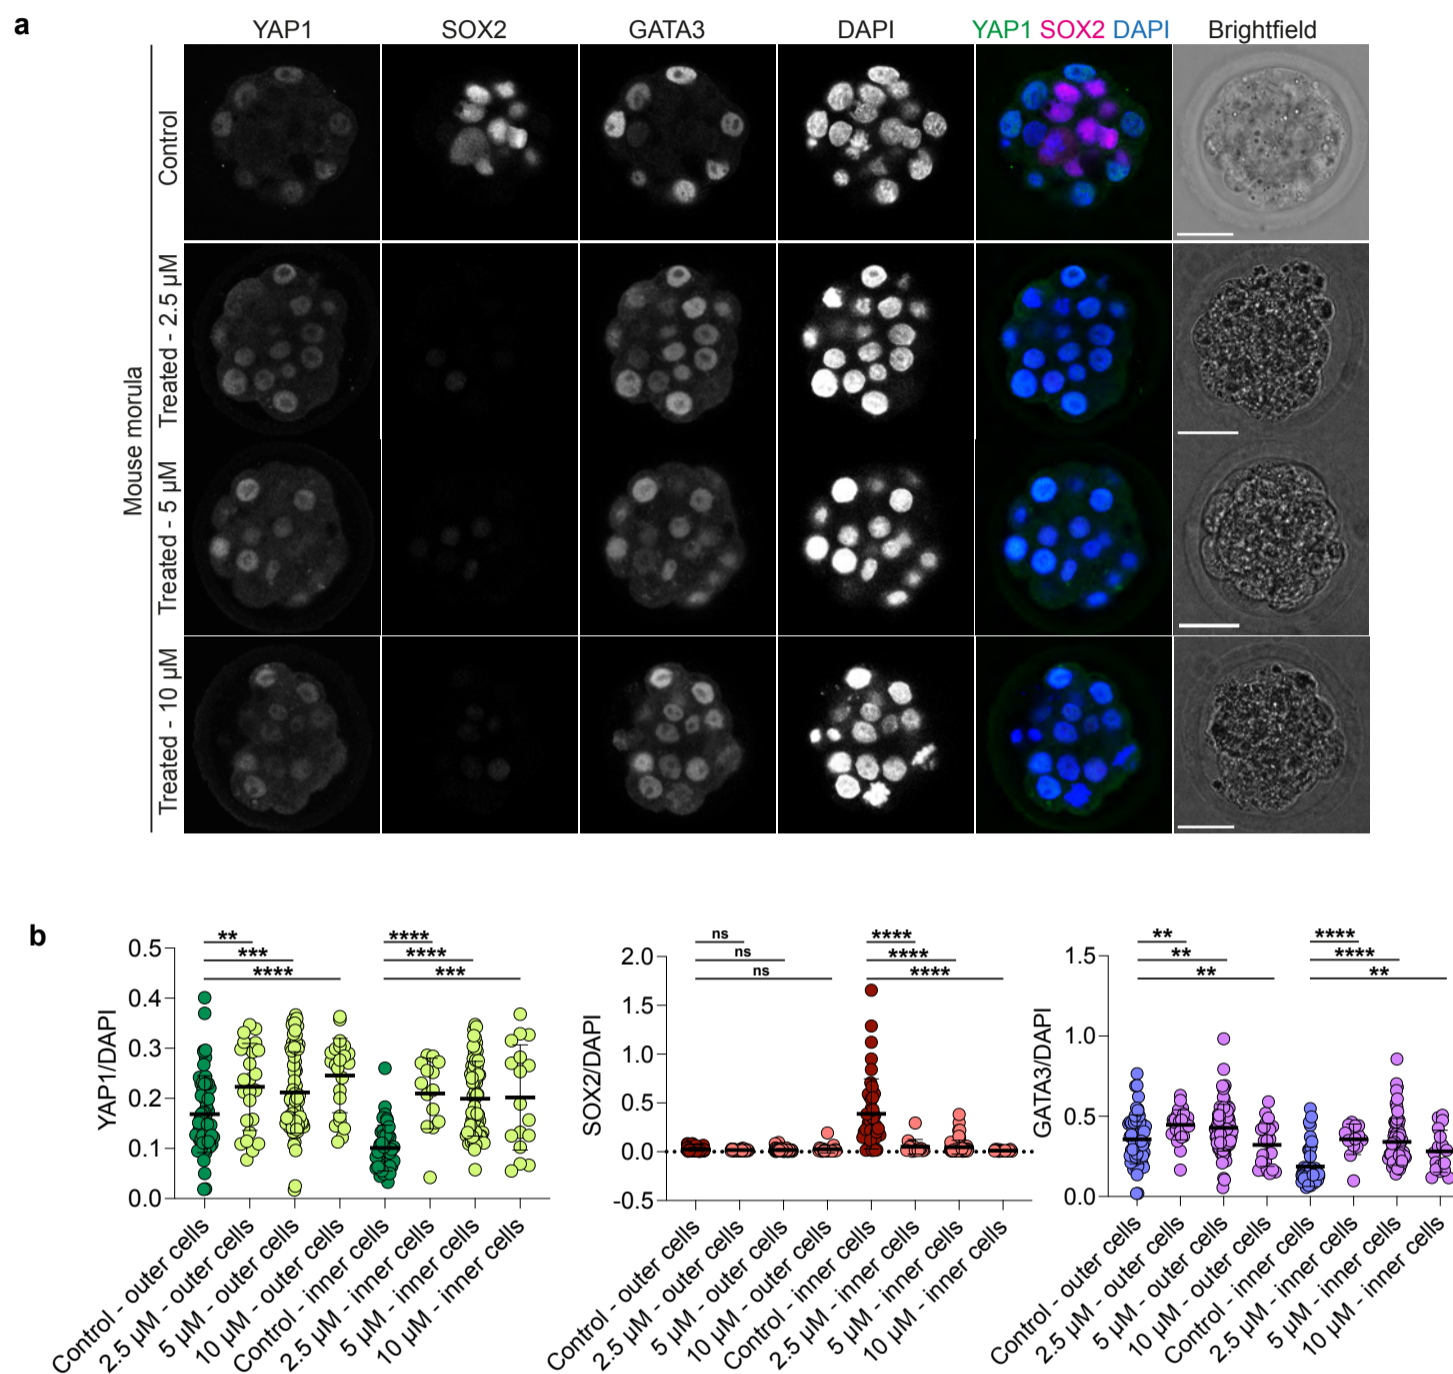 a
YAP1 SOX2 GATA3 DAPI YAP1 SOX2 DAPI Brightfield
Mouse morula
Control
Treated - 2.5 µM
Treated - 5 µM
Treated - 10 µM
b
YAP1/DAPI
0.5
0.4
0.3
0.2
0.1
0.0
**
***
****
****
****
***
Control - outer cells
2.5 µM - outer cells
5 µM - outer cells
10 µM - outer cells
Control - inner cells
2.5 µM - inner cells
5 µM - inner cells
10 µM - inner cells
SOX2/DAPI
2.0
1.5
1.0
0.5
0.0
-0.5
ns
ns
ns
****
****
****
Control - outer cells
2.5 µM - outer cells
5 µM - outer cells
10 µM - outer cells
Control - inner cells
2.5 µM - inner cells
5 µM - inner cells
10 µM - inner cells
GATA3/DAPI
1.5
1.0
0.5
0.0
**
**
**
****
****
**
Control - outer cells
2.5 µM - outer cells
5 µM - outer cells
10 µM - outer cells
Control - inner cells
2.5 µM - inner cells
5 µM - inner cells
10 µM - inner cells